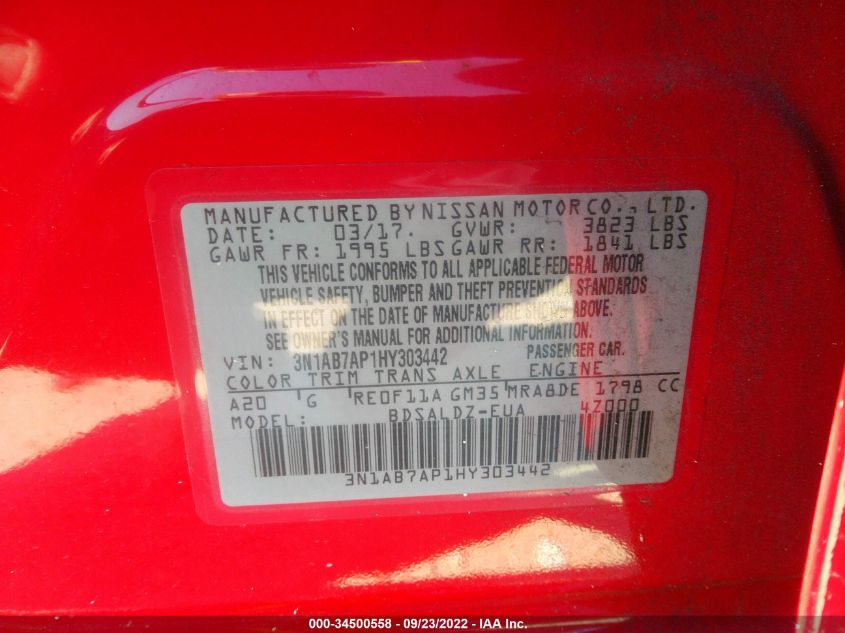 MANUFACTURED BY NISSAN MOTOR CO., LTD.
DATE: 03/17. GVWR: 3823 LBS
GAWR FR: 1995 LBS GAWR RR: 1841 LBS
THIS VEHICLE CONFORMS TO ALL APPLICABLE FEDERAL MOTOR
VEHICLE SAFETY, BUMPER AND THEFT PREVENTION STANDARDS
IN EFFECT ON THE DATE OF MANUFACTURE SHOWN ABOVE.
SEE OWNER'S MANUAL FOR ADDITIONAL INFORMATION.
VIN: 3N1AB7AP1HY303442 PASSENGER CAR.
COLOR TRIM TRANS AXLE ENGINE
A20 G RE0F11A GM35 MRA8DE 1798 CC
MODEL: BDSALDZ-EUA 4Z000
3N1AB7AP1HY303442
000-34500558 - 09/23/2022 - IAA Inc.